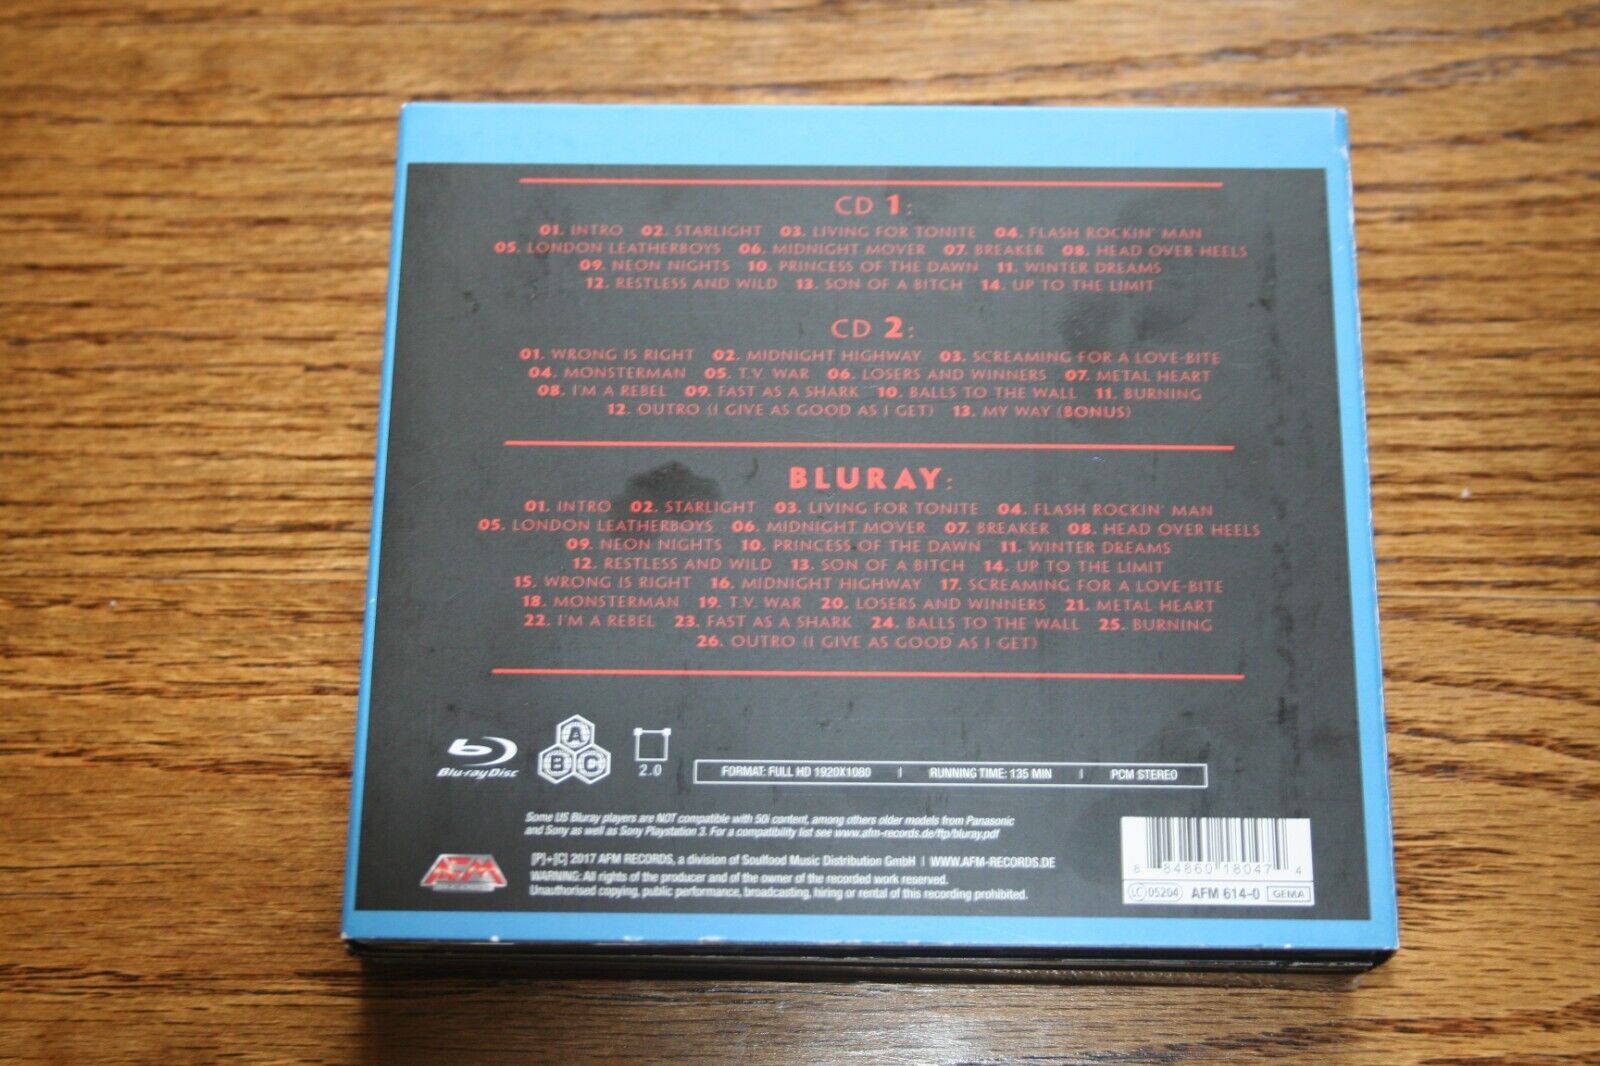 CD 1:
01. INTRO 02. STARLIGHT 03. LIVING FOR TONITE 04. FLASH ROCKIN' MAN
05. LONDON LEATHERBOYS 06. MIDNIGHT MOVER 07. BREAKER 08. HEAD OVER HEELS
09. NEON NIGHTS 10. PRINCESS OF THE DAWN 11. WINTER DREAMS
12. RESTLESS AND WILD 13. SON OF A BITCH 14. UP TO THE LIMIT
CD 2:
01. WRONG IS RIGHT 02. MIDNIGHT HIGHWAY 03. SCREAMING FOR A LOVE-BITE
04. MONSTERMAN 05. T.V. WAR 06. LOSERS AND WINNERS 07. METAL HEART
08. I'M A REBEL 09. FAST AS A SHARK 10. BALLS TO THE WALL 11. BURNING
12. OUTRO (I GIVE AS GOOD AS I GET) 13. MY WAY (BONUS)
BLURAY:
01. INTRO 02. STARLIGHT 03. LIVING FOR TONITE 04. FLASH ROCKIN' MAN
05. LONDON LEATHERBOYS 06. MIDNIGHT MOVER 07. BREAKER 08. HEAD OVER HEELS
09. NEON NIGHTS 10. PRINCESS OF THE DAWN 11. WINTER DREAMS
12. RESTLESS AND WILD 13. SON OF A BITCH 14. UP TO THE LIMIT
15. WRONG IS RIGHT 16. MIDNIGHT HIGHWAY 17. SCREAMING FOR A LOVE-BITE
18. MONSTERMAN 19. T.V. WAR 20. LOSERS AND WINNERS 21. METAL HEART
22. I'M A REBEL 23. FAST AS A SHARK 24. BALLS TO THE WALL 25. BURNING
26. OUTRO (I GIVE AS GOOD AS I GET)
Blu-ray Disc
A B C
2.0
FORMAT: FULL HD 1920X1080 | RUNNING TIME: 135 MIN | PCM STEREO
Some US Bluray players are NOT compatible with 50i content, among others older models from Panasonic
and Sony as well as Sony Playstation 3. For a compatibility list see www.afm-records.de/ftp/bluray.pdf
AFM
[P]+[C] 2017 AFM RECORDS, a division of Soulfood Music Distribution GmbH | WWW.AFM-RECORDS.DE
WARNING: All rights of the producer and of the owner of the recorded work reserved.
Unauthorised copying, public performance, broadcasting, hiring or rental of this recording prohibited.
8 84860 18047 4
LC 05204 AFM 614-0 GEMA